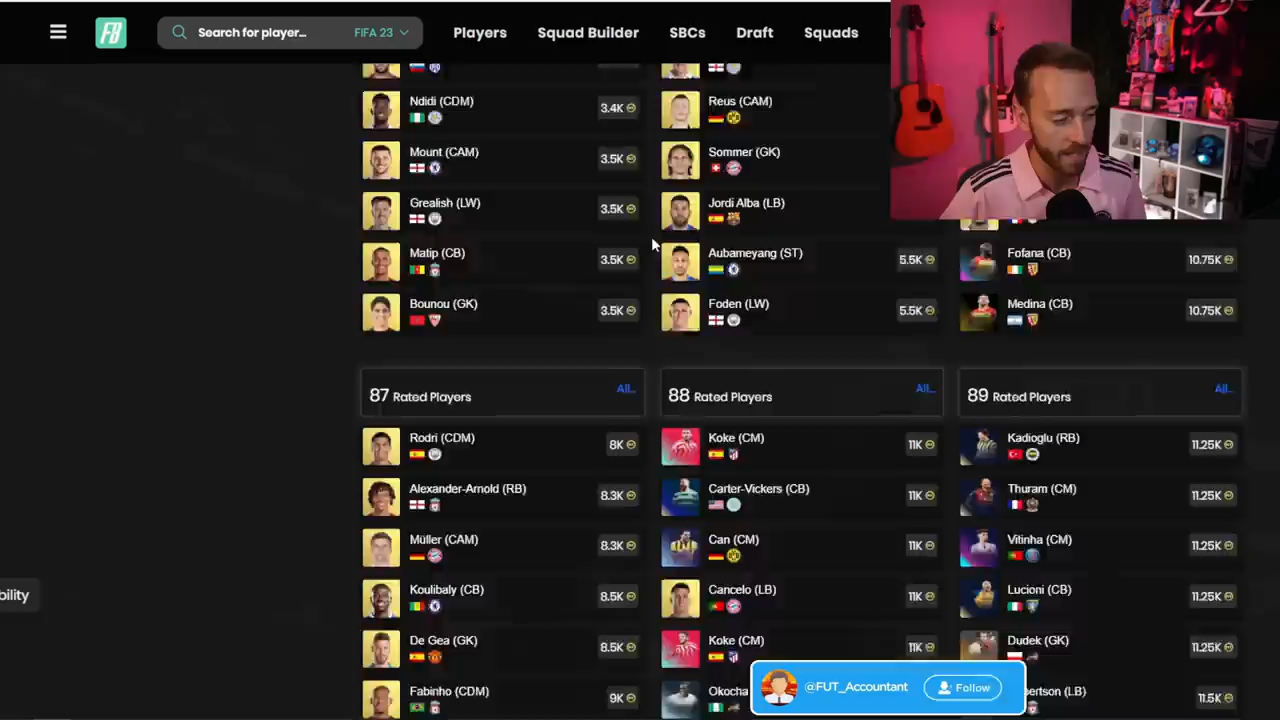 FB Search for player... FIFA 23 Players Squad Builder SBCs Draft Squads
Ndidi (CDM) 3.4K
Mount (CAM) 3.5K
Grealish (LW) 3.5K
Matip (CB) 3.5K
Bounou (GK) 3.5K
Reus (CAM)
Sommer (GK)
Jordi Alba (LB)
Aubameyang (ST) 5.5K
Foden (LW) 5.5K
Fofana (CB) 10.75K
Medina (CB) 10.75K
87 Rated Players All..
Rodri (CDM) 8K
Alexander-Arnold (RB) 8.3K
Müller (CAM) 8.3K
Koulibaly (CB) 8.5K
De Gea (GK) 8.5K
Fabinho (CDM) 9K
88 Rated Players All..
Koke (CM) 11K
Carter-Vickers (CB) 11K
Can (CM) 11K
Cancelo (LB) 11K
Koke (CM) 11K
Okocha
89 Rated Players All..
Kadioglu (RB) 11.25K
Thuram (CM) 11.25K
Vitinha (CM) 11.25K
Lucioni (CB) 11.25K
Dudek (GK) 11.25K
bertson (LB) 11.5K
bility
@FUT_Accountant Follow